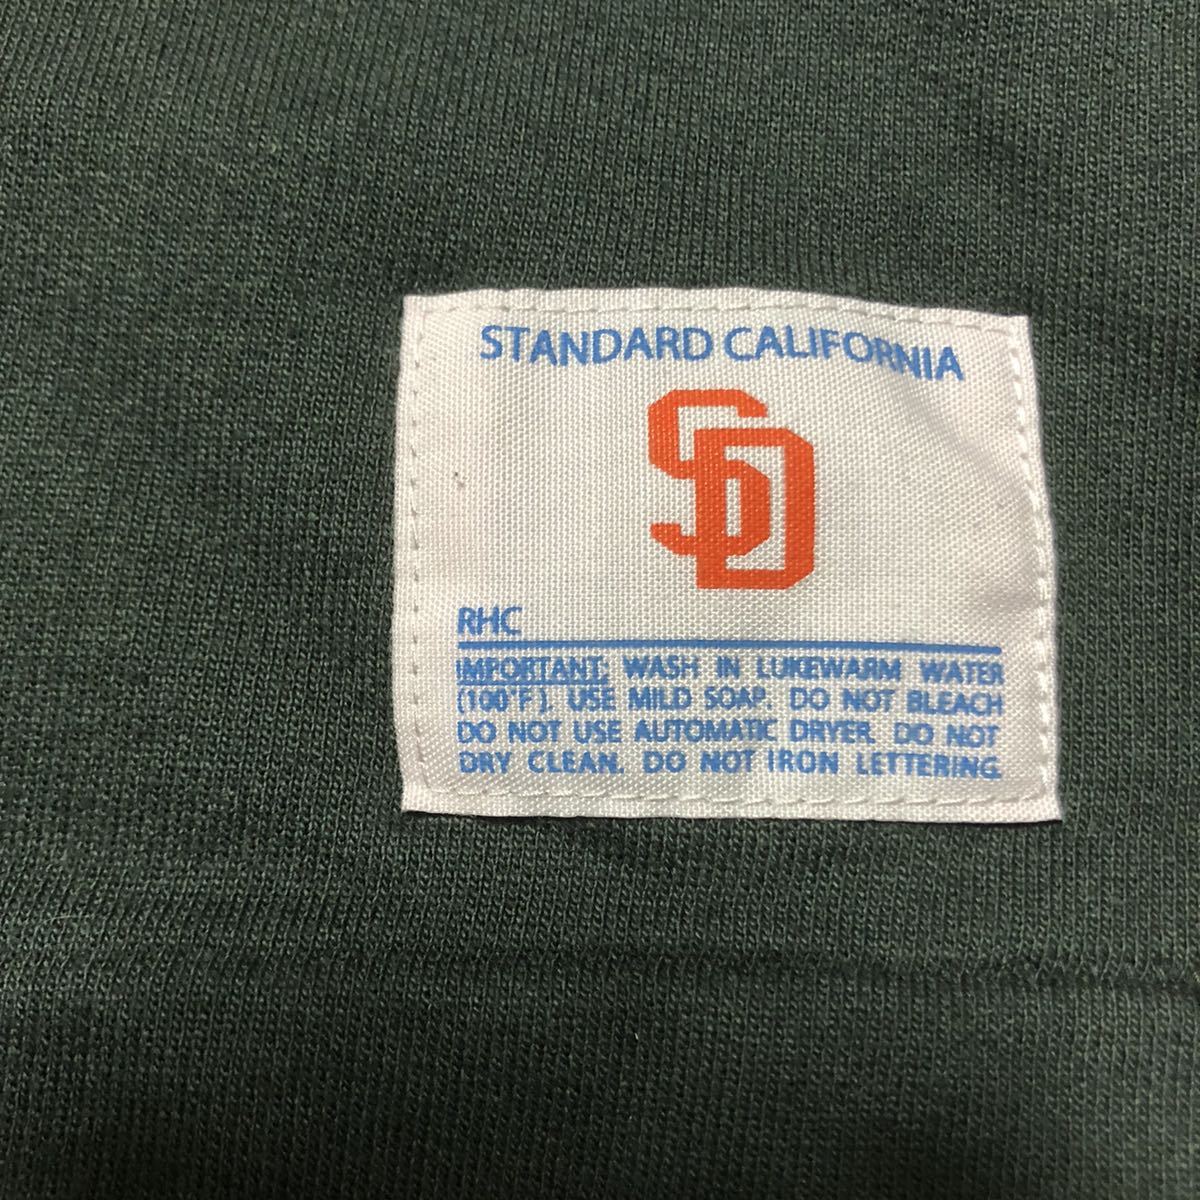 STANDARD CALIFORNIA
SD
RHC
IMPORTANT: WASH IN LUKEWARM WATER
(100°F). USE MILD SOAP. DO NOT BLEACH
DO NOT USE AUTOMATIC DRYER. DO NOT
DRY CLEAN. DO NOT IRON LETTERING.